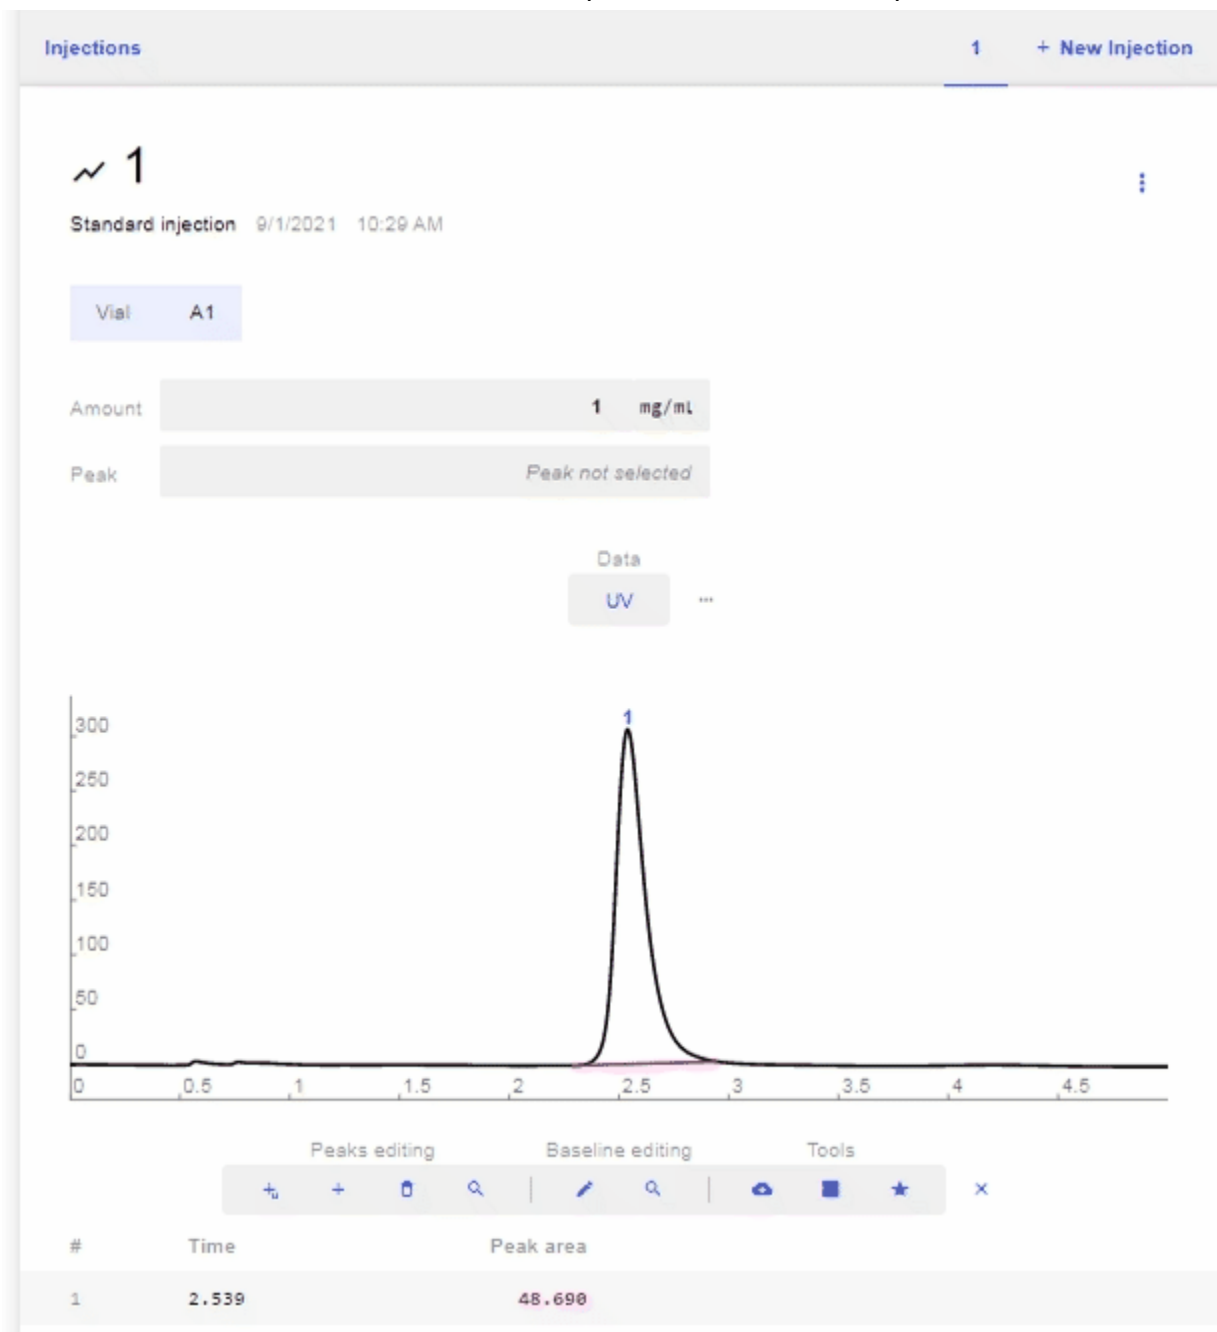 Injections 1 + New Injection
1
Standard injection 9/1/2021 10:29 AM
Vial A1
Amount 1 mg/mL
Peak Peak not selected
Data
UV ...
1
300
250
200
150
100
50
0
0 0.5 1 1.5 2 2.5 3 3.5 4 4.5
Peaks editing Baseline editing Tools
# Time Peak area
1 2.539 48.690